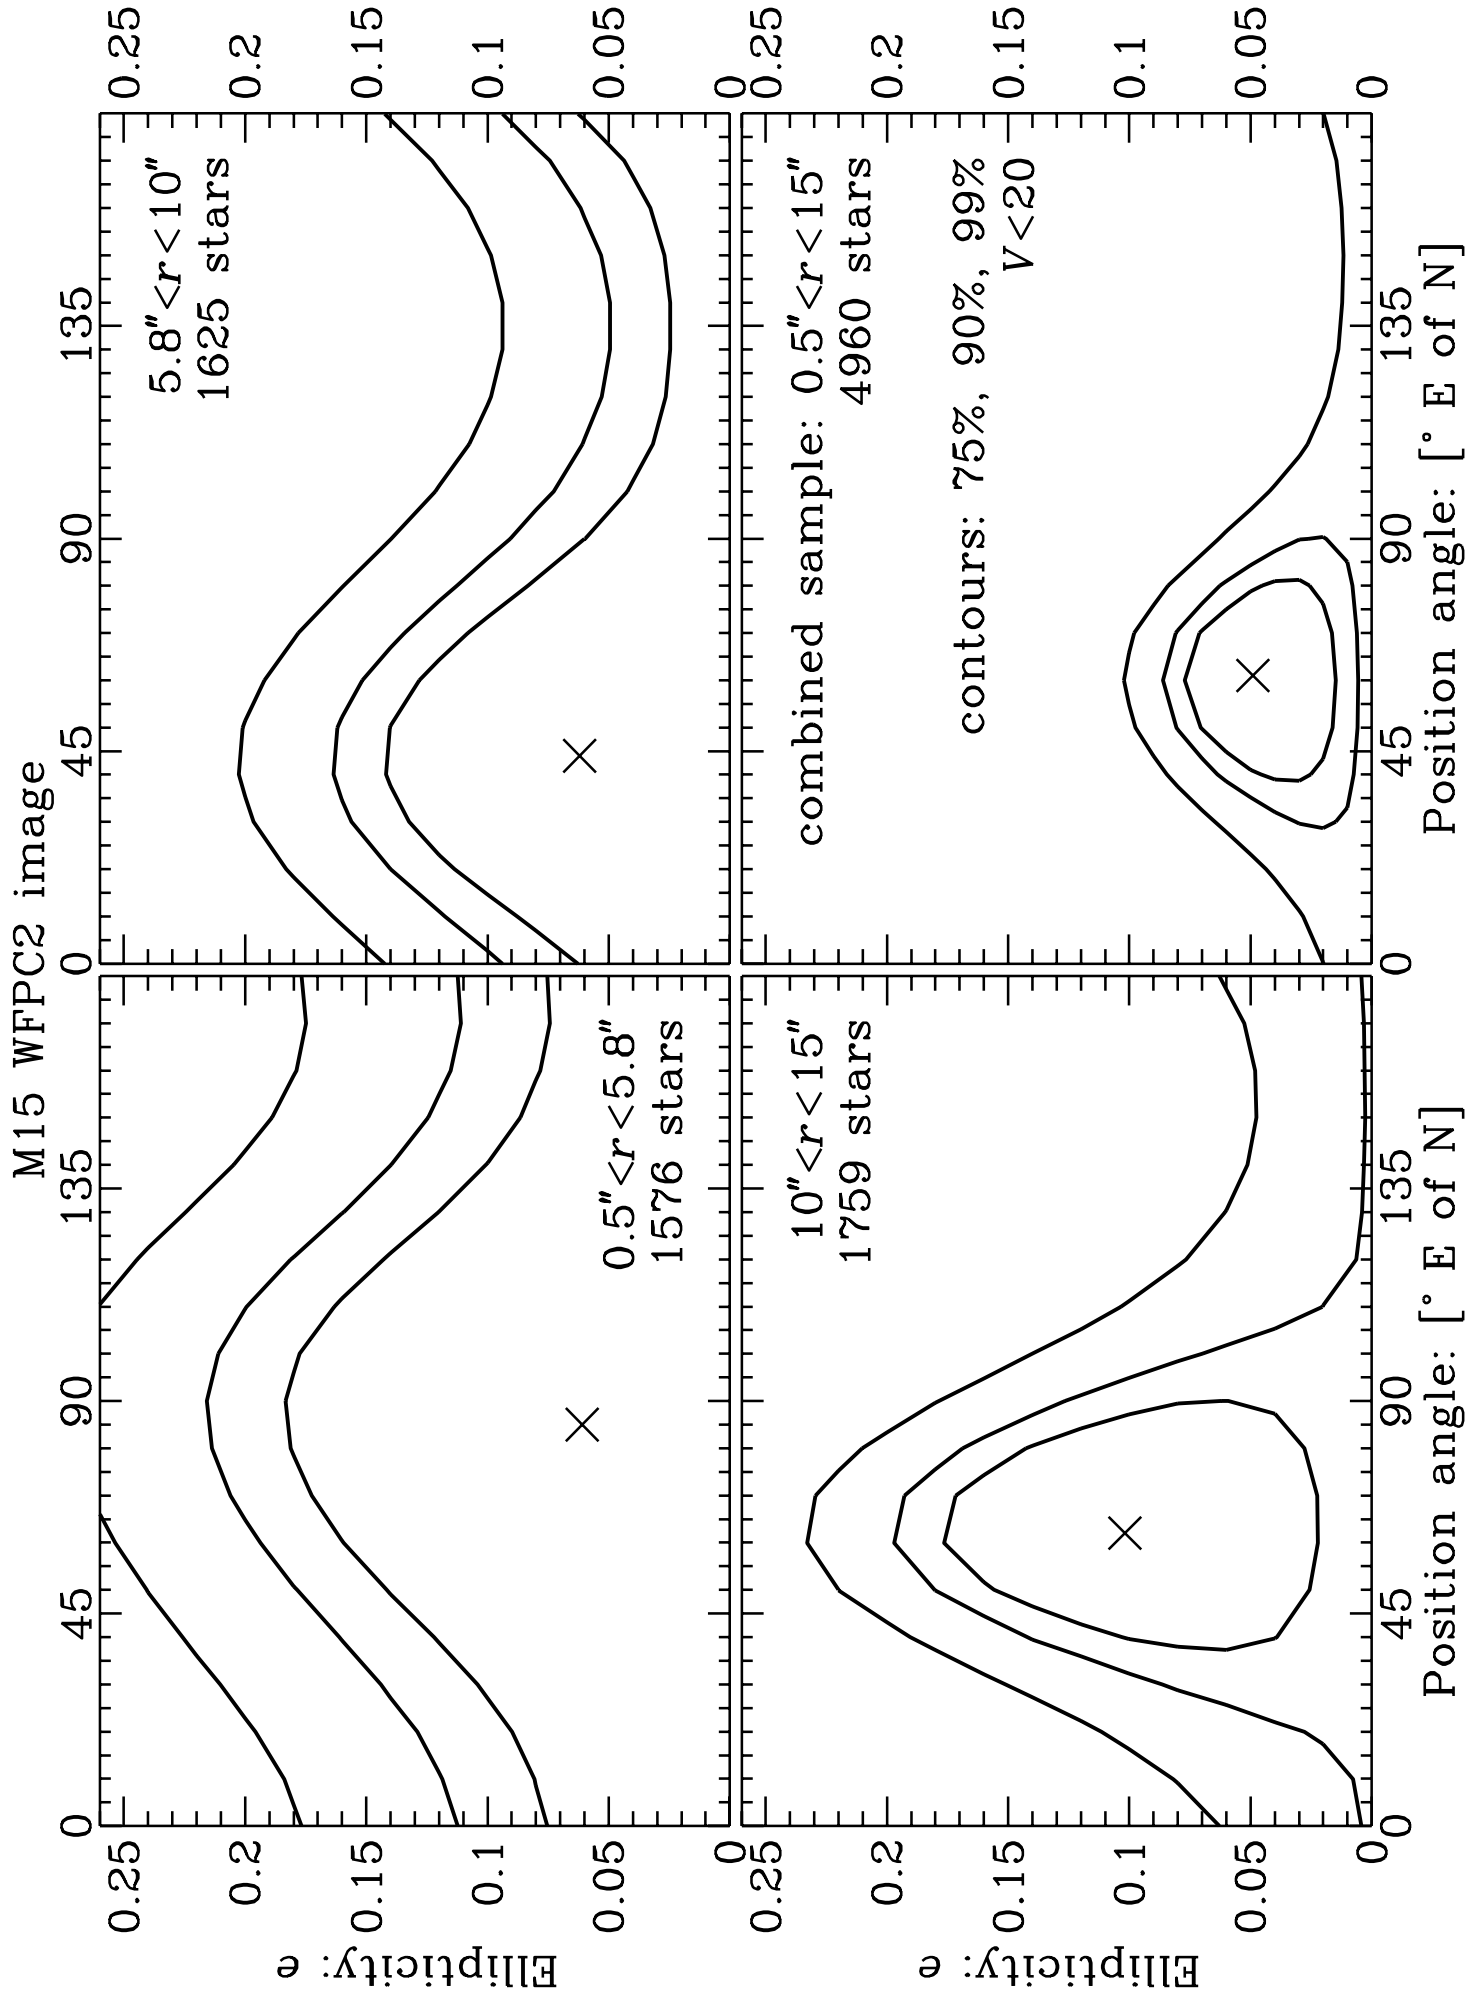 M15 WFPC2 image
0 45 90 135
0 45 90 135
Ellipticity: e
0.25
0.2
0.15
0.1
0.05
0
0.5″<r<5.8″
1576 stars
5.8″<r<10″
1625 stars
0.25
0.2
0.15
0.1
0.05
0
Ellipticity: e
0.25
0.2
0.15
0.1
0.05
0
10″<r<15″
1759 stars
combined sample: 0.5″<r<15″
4960 stars
contours: 75%, 90%, 99%
V<20
0.25
0.2
0.15
0.1
0.05
0
0 45 90 135
0 45 90 135
Position angle: [° E of N]
Position angle: [° E of N]